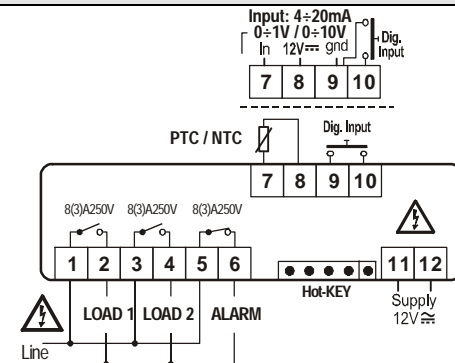 Input: 4÷20mA
0÷1V / 0÷10V
In 12V⎓ gnd
Dig.
Input
7 8 9 10
PTC / NTC
Dig. Input
7 8 9 10
8(3)A250V 8(3)A250V 8(3)A250V
1 2 3 4 5 6
11 12
Hot-KEY
LOAD 1 LOAD 2 ALARM
Supply
12V≂
Line